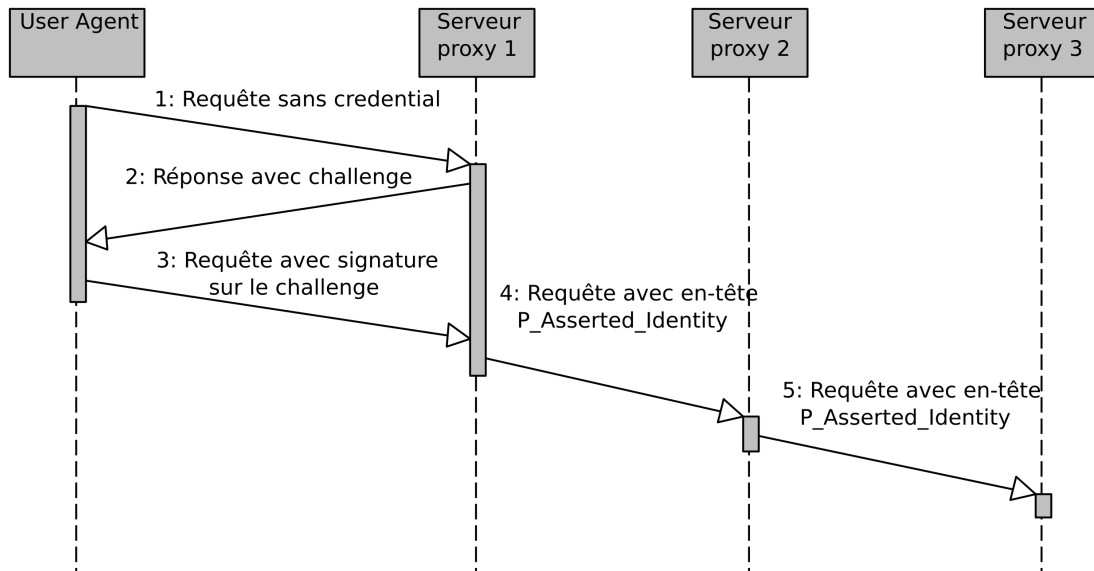 User Agent
Serveur
proxy 1
Serveur
proxy 2
Serveur
proxy 3
1: Requête sans credential
2: Réponse avec challenge
3: Requête avec signature
sur le challenge
4: Requête avec en-tête
P_Asserted_Identity
5: Requête avec en-tête
P_Asserted_Identity